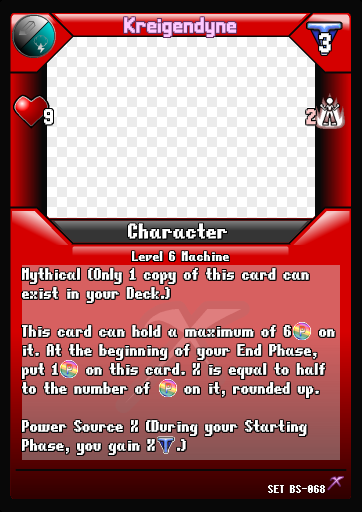 Kreigendyne
3
9
2
Character
Level 6 Machine
Mythical (Only 1 copy of this card can
exist in your Deck.)
This card can hold a maximum of 6 on
it. At the beginning of your End Phase,
put 1 on this card. X is equal to half
to the number of on it, rounded up.
Power Source X (During your Starting
Phase, you gain X .)
SET BS-068